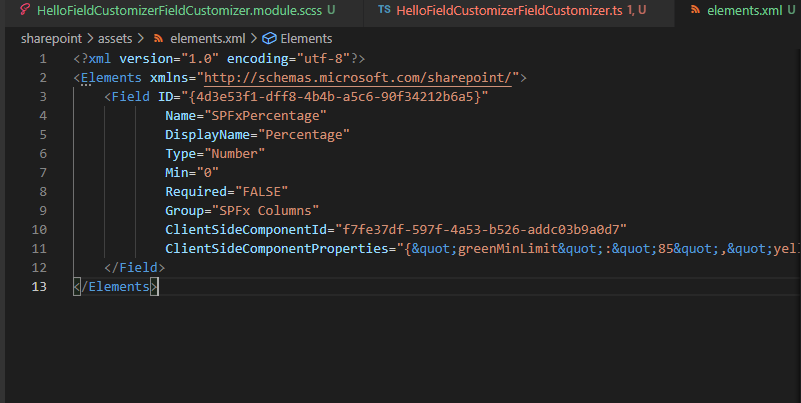 HelloFieldCustomizerFieldCustomizer.module.scss U
TS HelloFieldCustomizerFieldCustomizer.ts 1, U
elements.xml U
sharepoint > assets > elements.xml > Elements
1 <?xml version="1.0" encoding="utf-8"?>
2 <Elements xmlns="http://schemas.microsoft.com/sharepoint/">
3 <Field ID="{4d3e53f1-dff8-4b4b-a5c6-90f34212b6a5}"
4 Name="SPFxPercentage"
5 DisplayName="Percentage"
6 Type="Number"
7 Min="0"
8 Required="FALSE"
9 Group="SPFx Columns"
10 ClientSideComponentId="f7fe37df-597f-4a53-b526-addc03b9a0d7"
11 ClientSideComponentProperties="{&quot;greenMinLimit&quot;:&quot;85&quot;,&quot;yel
12 </Field>
13 </Elements>